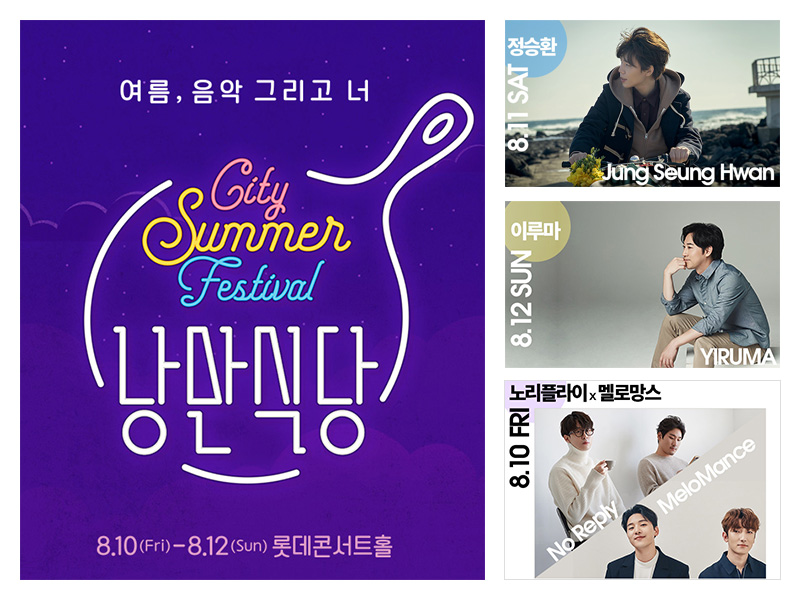 여름, 음악 그리고 너
City
Summer
Festival
낭만식당
8.10(Fri)–8.12(Sun) 롯데콘서트홀
정승환
8.11 SAT
Jung Seung Hwan
이루마
8.12 SUN
YIRUMA
노리플라이x멜로망스
8.10 FRI
No Reply
MeloMance